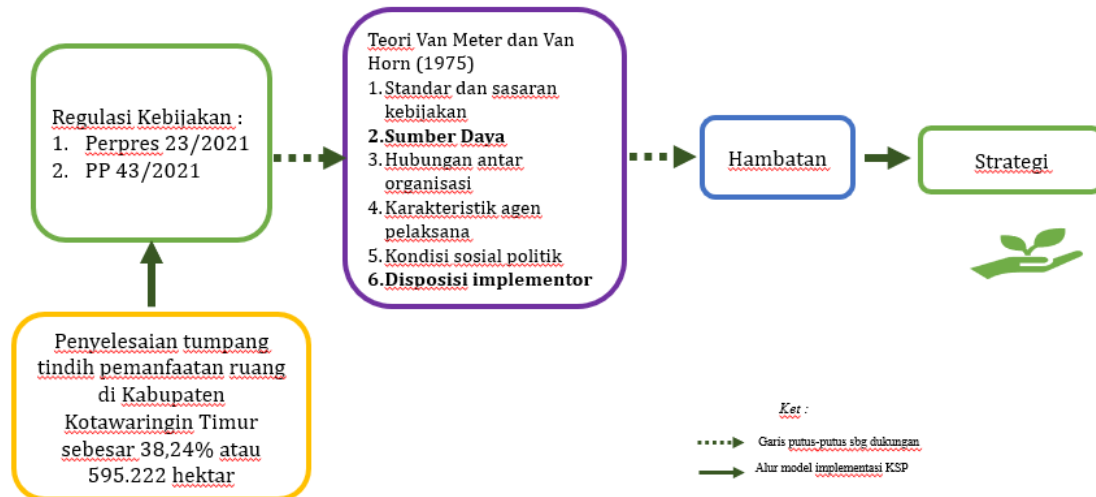 Regulasi Kebijakan :
1. Perpres 23/2021
2. PP 43/2021
Teori Van Meter dan Van
Horn (1975)
1.Standar dan sasaran
kebijakan
2.Sumber Daya
3.Hubungan antar
organisasi
4.Karakteristik agen
pelaksana
5.Kondisi sosial politik
6.Disposisi implementor
Hambatan
Strategi
Penyelesaian tumpang
tindih pemanfaatan ruang
di Kabupaten
Kotawaringin Timur
sebesar 38,24% atau
595.222 hektar
Ket :
Garis putus-putus sbg dukungan
Alur model implementasi KSP